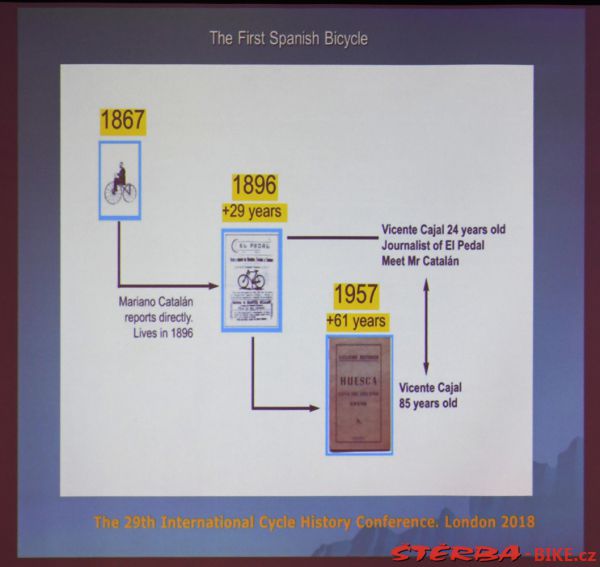 The First Spanish Bicycle
1867
1896
+29 years
EL PEDAL
Vicente Cajal 24 years old
Journalist of El Pedal
Meet Mr Catalán
Mariano Catalán
reports directly.
Lives in 1896
1957
+61 years
HUESCA
Vicente Cajal
85 years old
The 29th International Cycle History Conference. London 2018
ŠTĚRBA-BIKE.cz